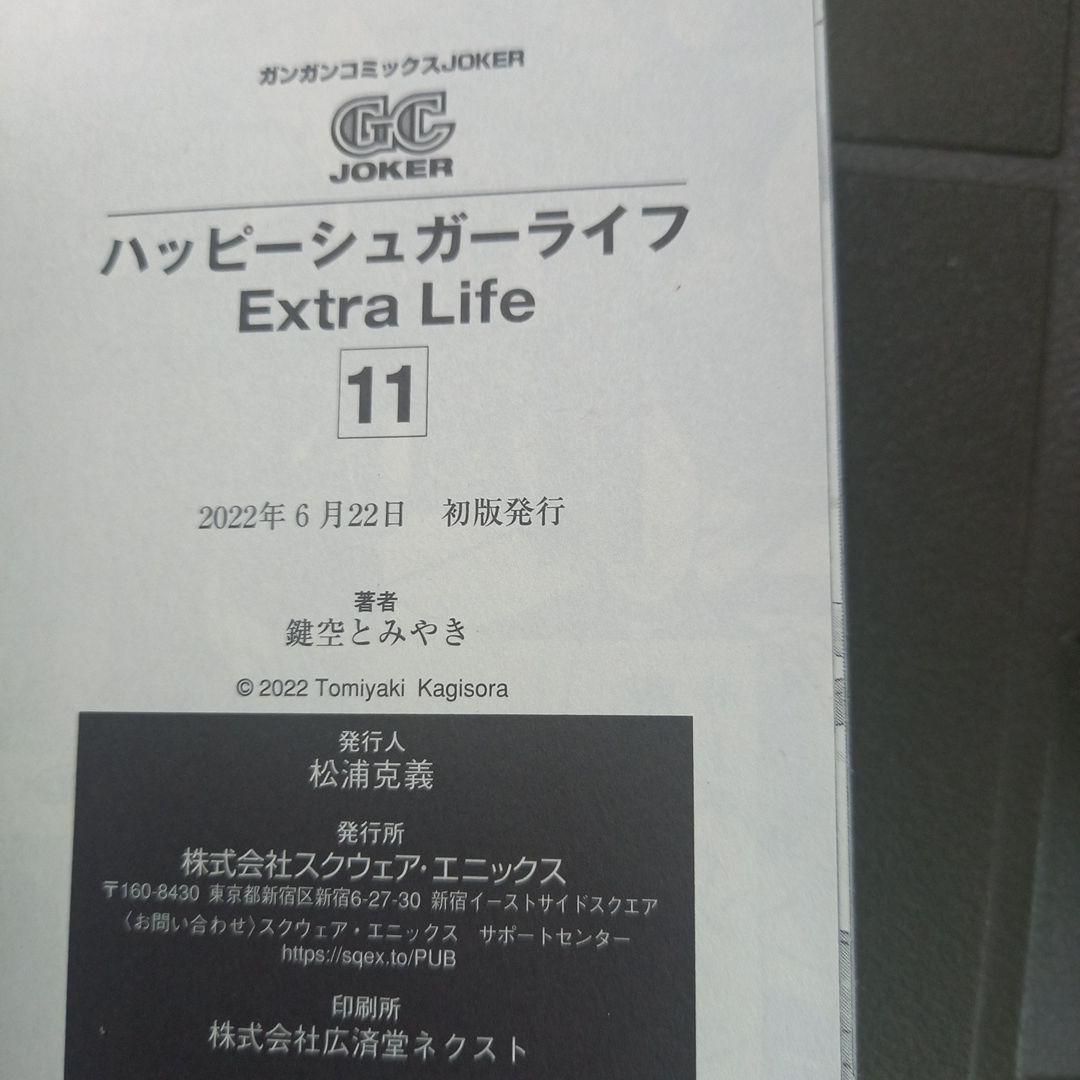 ガンガンコミックスJOKER
GC
JOKER
ハッピーシュガーライフ
Extra Life
11
2022年6月22日　初版発行
著者
鍵空とみやき
© 2022 Tomiyaki Kagisora
発行人
松浦克義
発行所
株式会社スクウェア・エニックス
〒160-8430 東京都新宿区新宿6-27-30 新宿イーストサイドスクエア
〈お問い合わせ〉スクウェア・エニックス　サポートセンター
https://sqex.to/PUB
印刷所
株式会社広済堂ネクスト